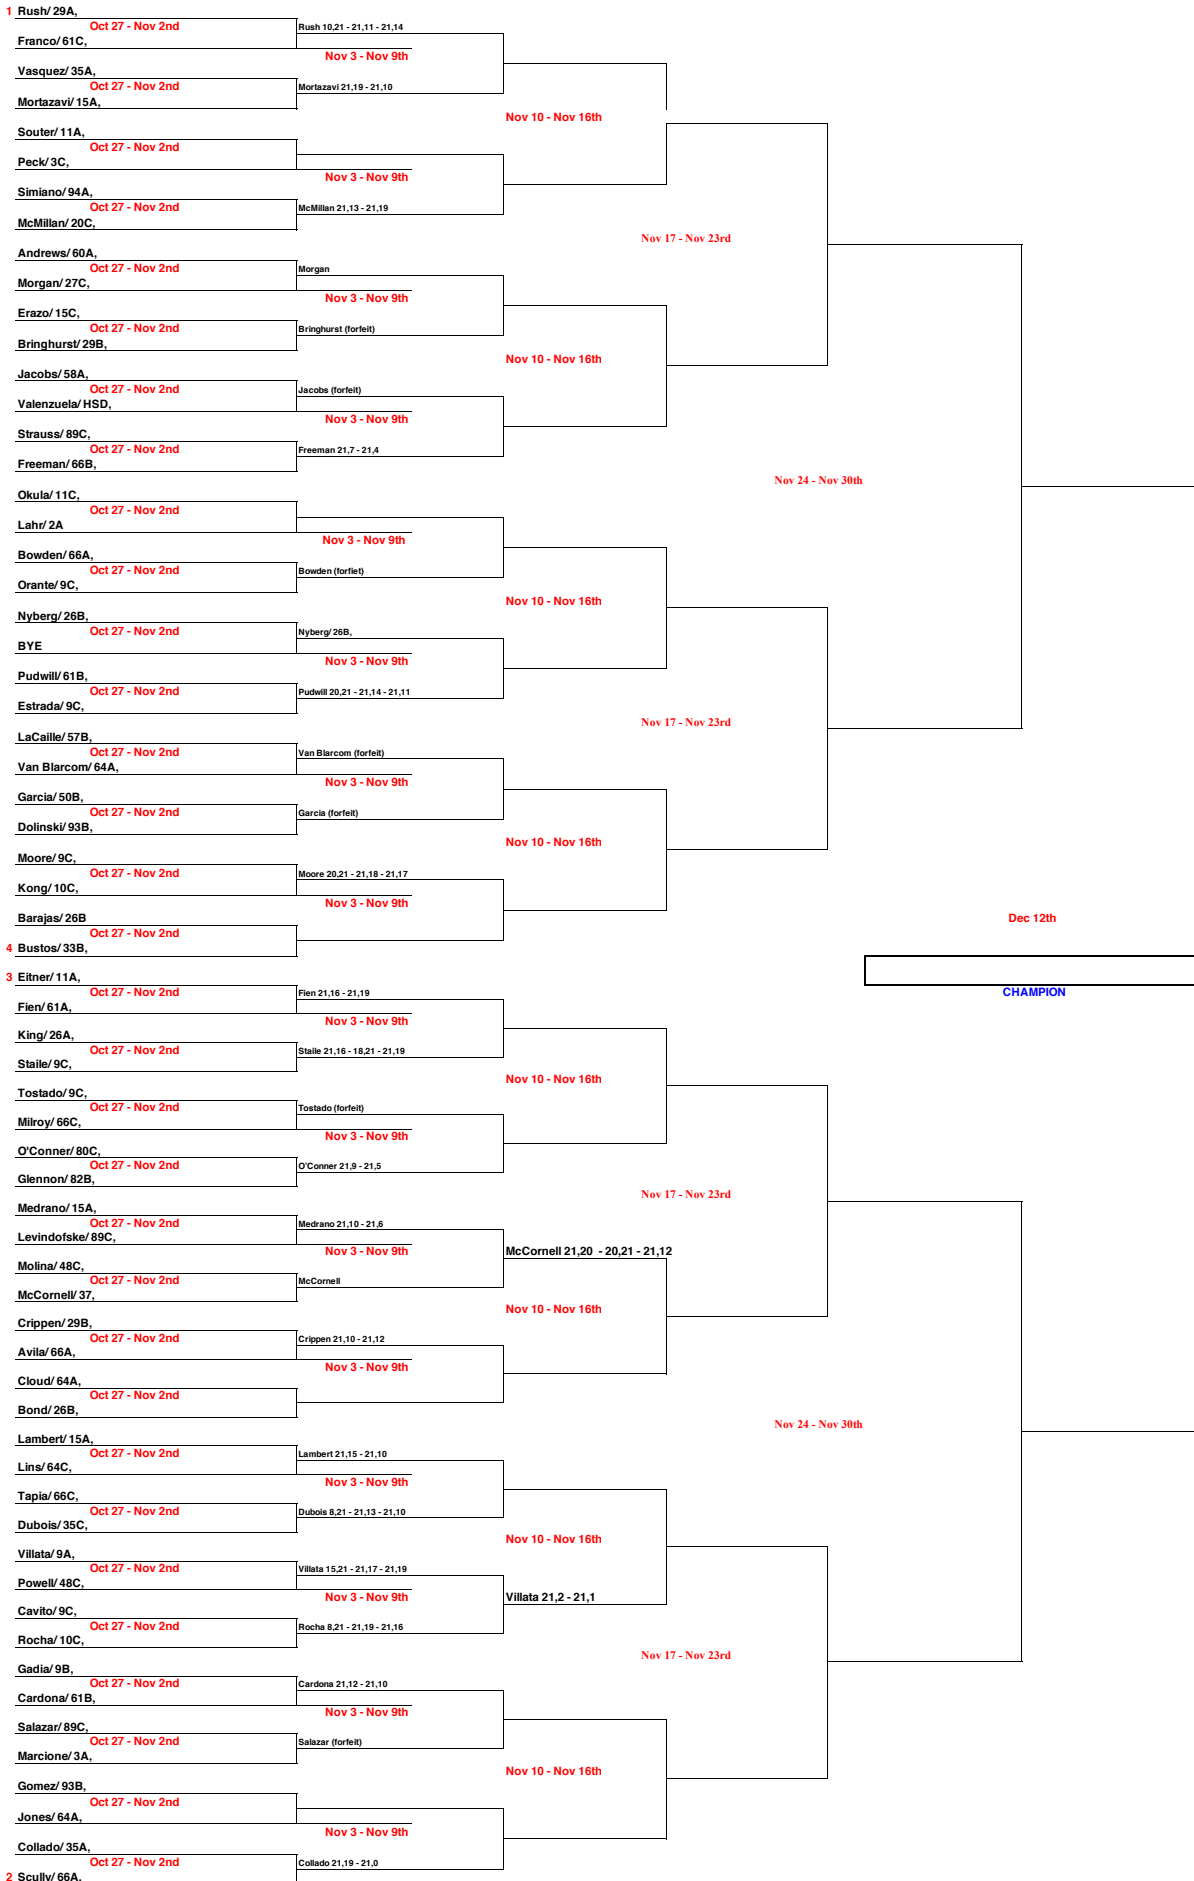 1 Rush/ 29A,
Oct 27 - Nov 2nd
Rush 10,21 - 21,11 - 21,14
Franco/ 61C,
Nov 3 - Nov 9th
Vasquez/ 35A,
Oct 27 - Nov 2nd
Mortazavi 21,19 - 21,10
Mortazavi/ 15A,
Nov 10 - Nov 16th
Souter/ 11A,
Oct 27 - Nov 2nd
Peck/ 3C,
Nov 3 - Nov 9th
Simiano/ 94A,
Oct 27 - Nov 2nd
McMillan 21,13 - 21,19
McMillan/ 20C,
Nov 17 - Nov 23rd
Andrews/ 60A,
Oct 27 - Nov 2nd
Morgan
Morgan/ 27C,
Nov 3 - Nov 9th
Erazo/ 15C,
Oct 27 - Nov 2nd
Bringhurst (forfeit)
Bringhurst/ 29B,
Nov 10 - Nov 16th
Jacobs/ 58A,
Oct 27 - Nov 2nd
Jacobs (forfeit)
Valenzuela/ HSD,
Nov 3 - Nov 9th
Strauss/ 89C,
Oct 27 - Nov 2nd
Freeman 21,7 - 21,4
Freeman/ 66B,
Nov 24 - Nov 30th
Okula/ 11C,
Oct 27 - Nov 2nd
Lahr/ 2A
Nov 3 - Nov 9th
Bowden/ 66A,
Oct 27 - Nov 2nd
Bowden (forfiet)
Orante/ 9C,
Nov 10 - Nov 16th
Nyberg/ 26B,
Oct 27 - Nov 2nd
Nyberg/ 26B,
BYE
Nov 3 - Nov 9th
Pudwill/ 61B,
Oct 27 - Nov 2nd
Pudwill 20,21 - 21,14 - 21,11
Estrada/ 9C,
Nov 17 - Nov 23rd
LaCaille/ 57B,
Oct 27 - Nov 2nd
Van Blarcom (forfeit)
Van Blarcom/ 64A,
Nov 3 - Nov 9th
Garcia/ 50B,
Oct 27 - Nov 2nd
Garcia (forfeit)
Dolinski/ 93B,
Nov 10 - Nov 16th
Moore/ 9C,
Oct 27 - Nov 2nd
Moore 20,21 - 21,18 - 21,17
Kong/ 10C,
Nov 3 - Nov 9th
Barajas/ 26B
Dec 12th
Oct 27 - Nov 2nd
4 Bustos/ 33B,
3 Eitner/ 11A,
Oct 27 - Nov 2nd
Fien 21,16 - 21,19
CHAMPION
Fien/ 61A,
Nov 3 - Nov 9th
King/ 26A,
Oct 27 - Nov 2nd
Staile 21,16 - 18,21 - 21,19
Staile/ 9C,
Nov 10 - Nov 16th
Tostado/ 9C,
Oct 27 - Nov 2nd
Tostado (forfeit)
Milroy/ 66C,
Nov 3 - Nov 9th
O'Conner/ 80C,
Oct 27 - Nov 2nd
O'Conner 21,9 - 21,5
Glennon/ 82B,
Nov 17 - Nov 23rd
Medrano/ 15A,
Oct 27 - Nov 2nd
Medrano 21,10 - 21,6
Levindofske/ 89C,
Nov 3 - Nov 9th
McCornell 21,20 - 20,21 - 21,12
Molina/ 48C,
Oct 27 - Nov 2nd
McCornell
McCornell/ 37,
Nov 10 - Nov 16th
Crippen/ 29B,
Oct 27 - Nov 2nd
Crippen 21,10 - 21,12
Avila/ 66A,
Nov 3 - Nov 9th
Cloud/ 64A,
Oct 27 - Nov 2nd
Bond/ 26B,
Nov 24 - Nov 30th
Lambert/ 15A,
Oct 27 - Nov 2nd
Lambert 21,15 - 21,10
Lins/ 64C,
Nov 3 - Nov 9th
Tapia/ 66C,
Oct 27 - Nov 2nd
Dubois 8,21 - 21,13 - 21,10
Dubois/ 35C,
Nov 10 - Nov 16th
Villata/ 9A,
Oct 27 - Nov 2nd
Villata 15,21 - 21,17 - 21,19
Powell/ 48C,
Nov 3 - Nov 9th
Villata 21,2 - 21,1
Cavito/ 9C,
Oct 27 - Nov 2nd
Rocha 8,21 - 21,19 - 21,16
Rocha/ 10C,
Nov 17 - Nov 23rd
Gadia/ 9B,
Oct 27 - Nov 2nd
Cardona 21,12 - 21,10
Cardona/ 61B,
Nov 3 - Nov 9th
Salazar/ 89C,
Oct 27 - Nov 2nd
Salazar (forfeit)
Marcione/ 3A,
Nov 10 - Nov 16th
Gomez/ 93B,
Oct 27 - Nov 2nd
Jones/ 64A,
Nov 3 - Nov 9th
Collado/ 35A,
Oct 27 - Nov 2nd
Collado 21,19 - 21,0
2 Scully/ 66A,